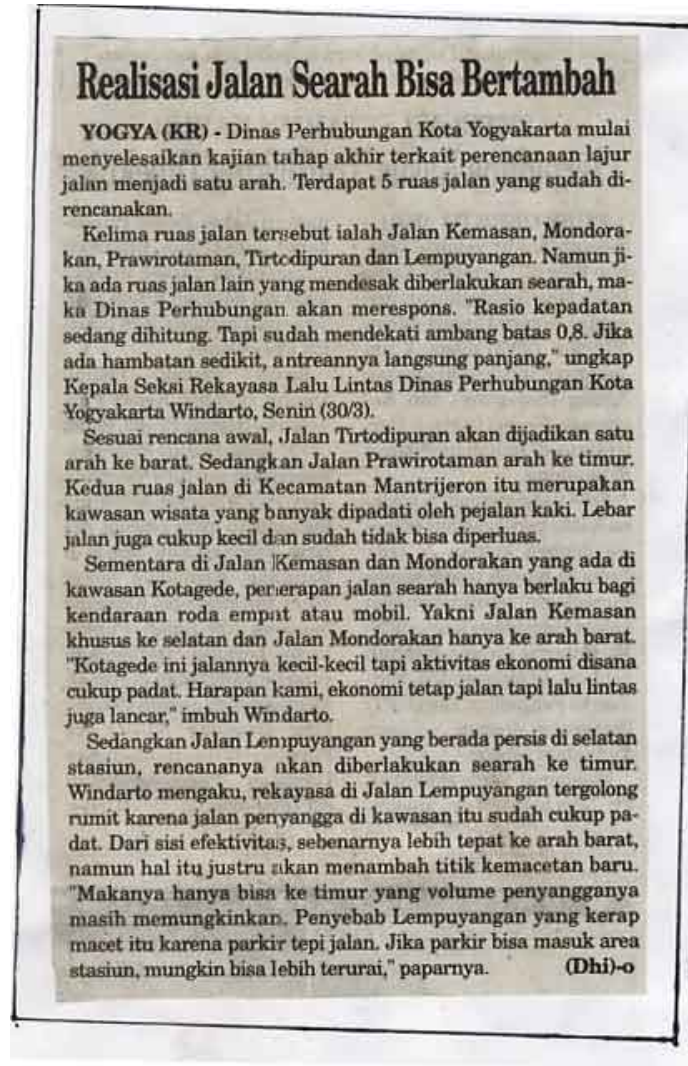 Realisasi Jalan Searah Bisa Bertambah
YOGYA (KR) - Dinas Perhubungan Kota Yogyakarta mulai
menyelesaikan kajian tahap akhir terkait perencanaan lajur
jalan menjadi satu arah. Terdapat 5 ruas jalan yang sudah di-
rencanakan.
Kelima ruas jalan tersebut ialah Jalan Kemasan, Mondora-
kan, Prawirotaman, Tirtodipuran dan Lempuyangan. Namun ji-
ka ada ruas jalan lain yang mendesak diberlakukan searah, ma-
ka Dinas Perhubungan akan merespons. "Rasio kepadatan
sedang dihitung. Tapi sudah mendekati ambang batas 0,8. Jika
ada hambatan sedikit, antreannya langsung panjang," ungkap
Kepala Seksi Rekayasa Lalu Lintas Dinas Perhubungan Kota
Yogyakarta Windarto, Senin (30/3).
Sesuai rencana awal, Jalan Tirtodipuran akan dijadikan satu
arah ke barat. Sedangkan Jalan Prawirotaman arah ke timur.
Kedua ruas jalan di Kecamatan Mantrijeron itu merupakan
kawasan wisata yang banyak dipadati oleh pejalan kaki. Lebar
jalan juga cukup kecil dan sudah tidak bisa diperluas.
Sementara di Jalan Kemasan dan Mondorakan yang ada di
kawasan Kotagede, penerapan jalan searah hanya berlaku bagi
kendaraan roda empat atau mobil. Yakni Jalan Kemasan
khusus ke selatan dan Jalan Mondorakan hanya ke arah barat.
"Kotagede ini jalannya kecil-kecil tapi aktivitas ekonomi disana
cukup padat. Harapan kami, ekonomi tetap jalan tapi lalu lintas
juga lancar," imbuh Windarto.
Sedangkan Jalan Lempuyangan yang berada persis di selatan
stasiun, rencananya akan diberlakukan searah ke timur.
Windarto mengaku, rekayasa di Jalan Lempuyangan tergolong
rumit karena jalan penyangga di kawasan itu sudah cukup pa-
dat. Dari sisi efektivitas, sebenarnya lebih tepat ke arah barat,
namun hal itu justru akan menambah titik kemacetan baru.
"Makanya hanya bisa ke timur yang volume penyangganya
masih memungkinkan. Penyebab Lempuyangan yang kerap
macet itu karena parkir tepi jalan. Jika parkir bisa masuk area
stasiun, mungkin bisa lebih terurai," paparnya. (Dhi)-o